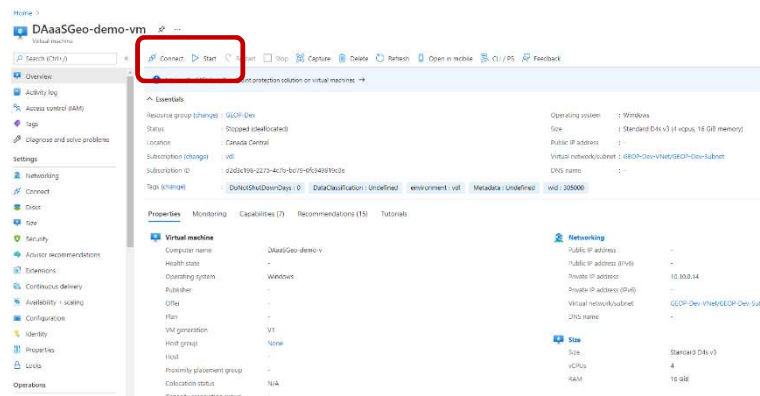 Home >
DAaaSGeo-demo-vm
Virtual machine
Search (Ctrl+/)
Connect Start Restart Stop Capture Delete Refresh Open in mobile CLI / PS Feedback
protection solution on virtual machines →
Overview
Activity log
Access control (IAM)
Tags
Diagnose and solve problems
Settings
Networking
Connect
Disks
Size
Security
Advisor recommendations
Extensions
Continuous delivery
Availability + scaling
Configuration
Identity
Properties
Locks
Operations
Essentials
Resource group (change) : GEOP-Dev
Status : Stopped (deallocated)
Location : Canada Central
Subscription (change) : vdl
Subscription ID
Tags (change) : DoNotShutDownDays : 0 DataClassification : Undefined environment : vdl Metadata : Undefined wid : 305000
Operating system : Windows
Size : Standard D4s v3 (4 vcpus, 16 GiB memory)
Public IP address : -
Virtual network/subnet : GEOP-Dev-VNet/GEOP-Dev-Subnet
DNS name : -
Properties Monitoring Capabilities (7) Recommendations (15) Tutorials
Virtual machine
Computer name DAaaSGeo-demo-v
Health state -
Operating system Windows
Publisher -
Offer -
Plan -
VM generation V1
Host group None
Host -
Proximity placement group -
Colocation status N/A
Networking
Public IP address -
Public IP address (IPv6) -
Private IP address 10.10.0.14
Private IP address (IPv6) -
Virtual network/subnet GEOP-Dev-VNet/GEOP-Dev-Su
DNS name -
Size
Size Standard D4s v3
vCPUs 4
RAM 16 GiB